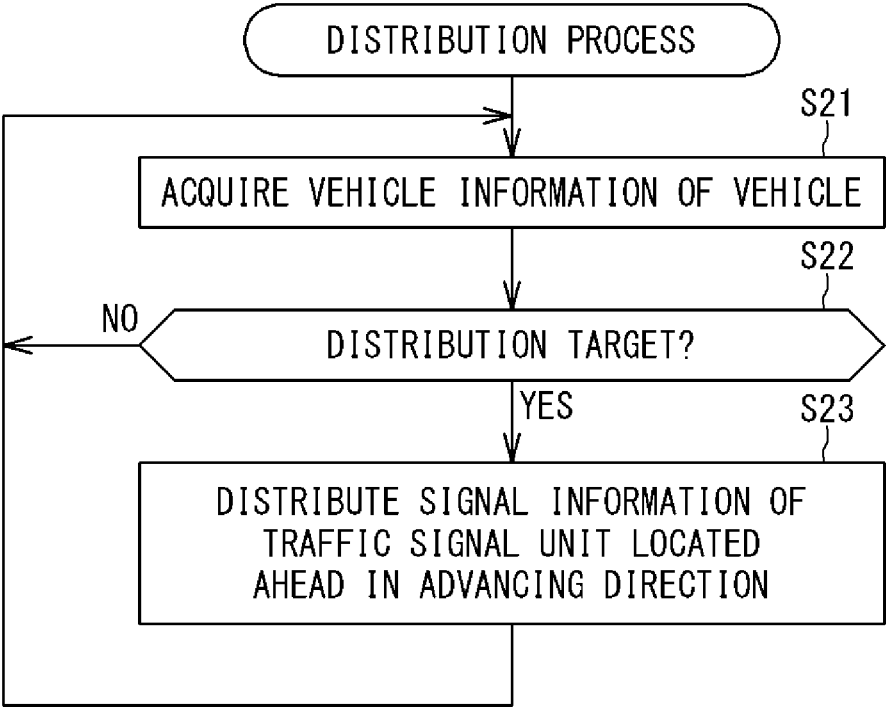 DISTRIBUTION PROCESS
S21
ACQUIRE VEHICLE INFORMATION OF VEHICLE
S22
NO
DISTRIBUTION TARGET?
YES
S23
DISTRIBUTE SIGNAL INFORMATION OF
TRAFFIC SIGNAL UNIT LOCATED
AHEAD IN ADVANCING DIRECTION